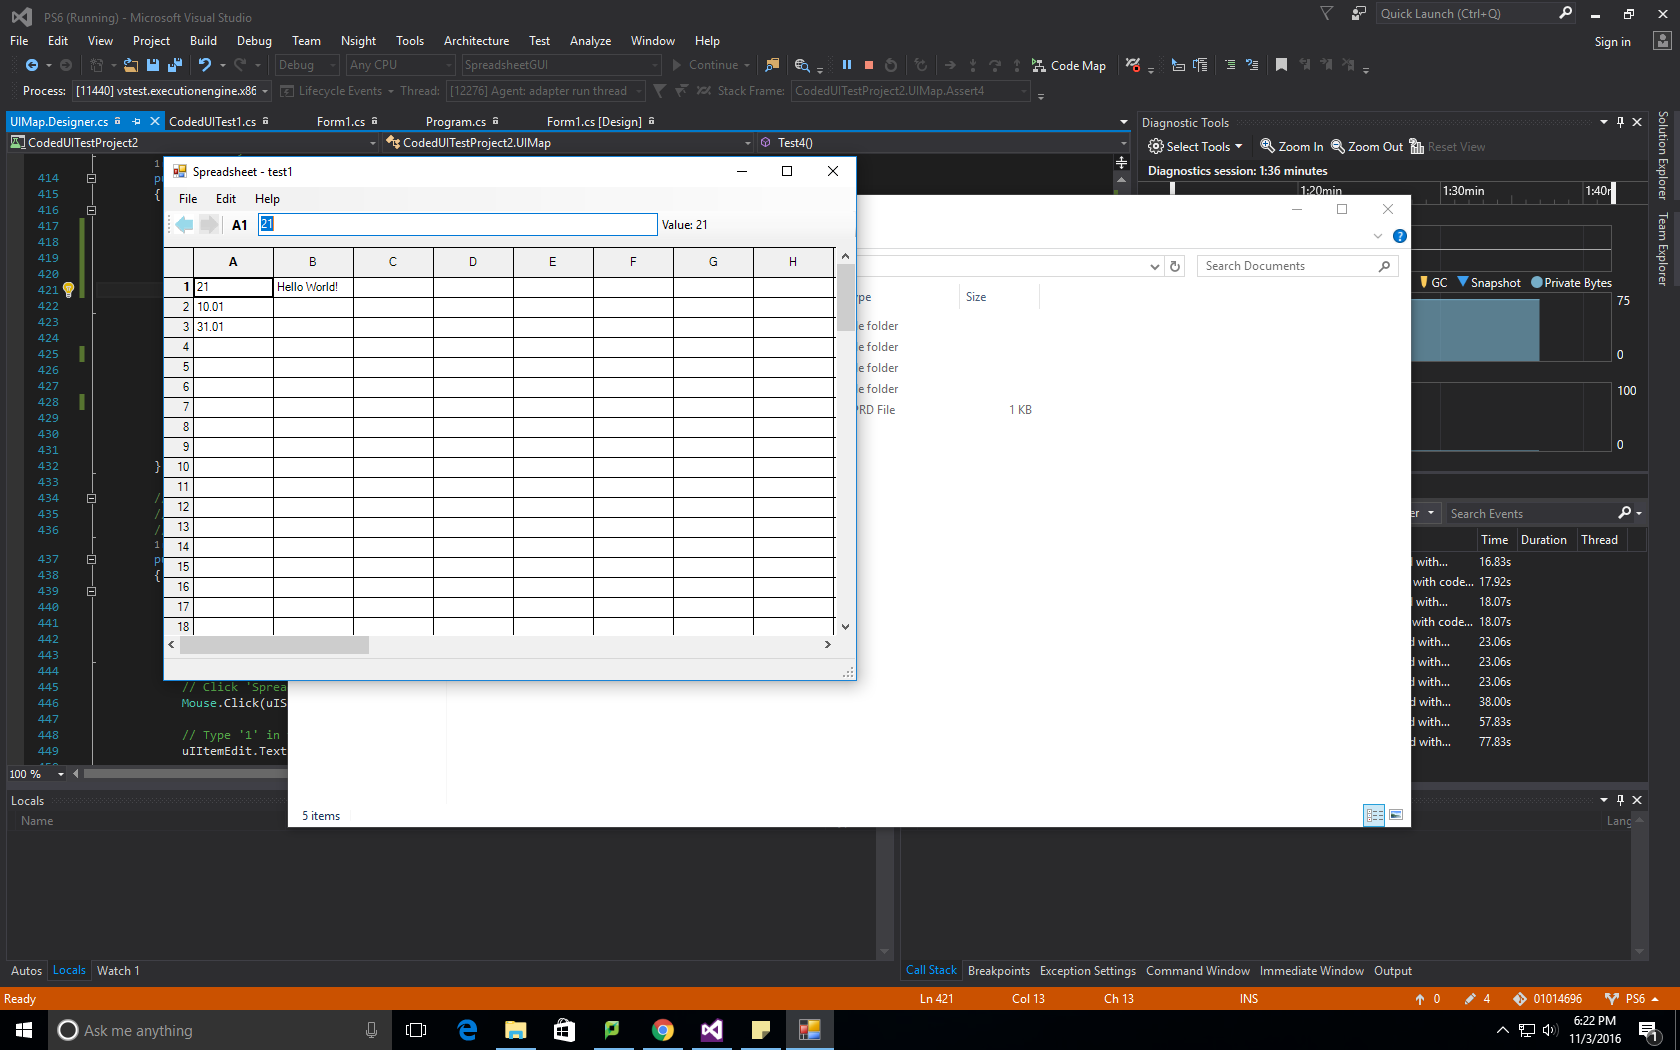 PS6 (Running) - Microsoft Visual Studio
Quick Launch (Ctrl+Q)
File Edit View Project Build Debug Team Nsight Tools Architecture Test Analyze Window Help
Sign in
Debug Any CPU SpreadsheetGUI Continue Code Map
Process: [11440] vstest.executionengine.x86 Lifecycle Events Thread: [12276] Agent: adapter run thread Stack Frame: CodedUITestProject2.UIMap.Assert4
UIMap.Designer.cs CodedUITest1.cs Form1.cs Program.cs Form1.cs [Design]
CodedUITestProject2 CodedUITestProject2.UIMap Test4()
Diagnostic Tools
Select Tools Zoom In Zoom Out Reset View
Diagnostics session: 1:36 minutes
1:20min 1:30min 1:40m
GC Snapshot Private Bytes
75
0
100
0
Search Events
Time Duration Thread
with... 16.83s
with code... 17.92s
with... 18.07s
with code... 18.07s
d with... 23.06s
d with... 23.06s
d with... 23.06s
d with... 38.00s
d with... 57.83s
d with... 77.83s
Solution Explorer
Team Explorer
Spreadsheet - test1
File Edit Help
A1 21 Value: 21
A B C D E F G H
1 21 Hello World!
2 10.01
3 31.01
4
5
6
7
8
9
10
11
12
13
14
15
16
17
18
Search Documents
Size
e folder
e folder
e folder
e folder
RD File 1 KB
5 items
414
415 {
416
417
418
419
420
421
422
423
424
425
426
427
428
429
430
431
432 }
433
434
435
436
437
438 {
439
440
441
442
443
444
445 // Click 'Sprea
446 Mouse.Click(uIS
447
448 // Type '1' in
449 uIItemEdit.Text
100 %
Locals
Name
Lang
Autos Locals Watch 1
Call Stack Breakpoints Exception Settings Command Window Immediate Window Output
Ready Ln 421 Col 13 Ch 13 INS 0 4 01014696 PS6
Ask me anything
6:22 PM
11/3/2016
1